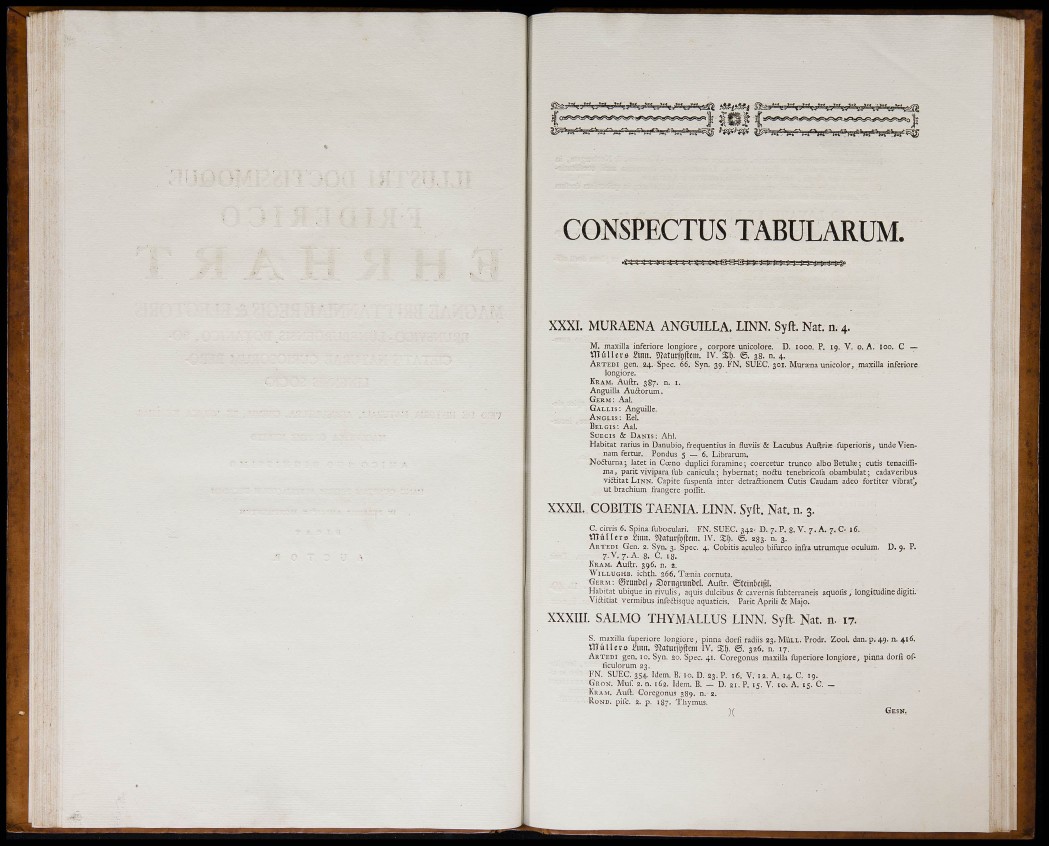 CONSPECTUS TABULARUM.
XXXI. MURAENA ANGUILLA. LINN. Syſt. Nat. n. 4.
M. maxilla inferiore longiore, corpore unicolore. D. 1000. P. 19. V. 0. A. 100. C —
Müllers Linn. Naturſyſtem. IV. Th. S. 38. n. 4.
ARTEDI gen. 24. Spec. 66. Syn. 39. FN. SUEC. 301. Muræna unicolor, maxilla inferiore
longiore.
KRAM. Auſtr. 387. n. 1.
Anguilla Auctorum.
GERM: Aal.
GALLIS: Anguille.
ANGLIS: Eel.
BELGIS: Aal.
SUECIS & DANIS: Ahl.
Habitat rarius in Danubio, frequentius in fluviis & Lacubus Auſtriæ ſuperioris, unde Vien-
nam fertur. Pondus 5 — 6. Librarum.
Nocturna; latet in Cœno duplici foramine; coercetur trunco albo Betulæ; cutis tenaciſſi-
ma, parit vivipara ſub canicula; hybernat; noctu tenebricoſa obambulat; cadaveribus
victitat LINN. Capite ſuſpenſa inter detractionem Cutis Caudam adeo fortiter vibrat,
ut brachium frangere poſſit.
XXXII. COBITIS TAENIA. LINN. Syſt. Nat. n. 3.
C. cirris 6. Spina ſuboculari. FN. SUEC. 342. D. 7. P. 8. V. 7. A. 7. C. 16.
Müllers Linn. Naturſyſtem. IV. Th. S. 283. n. 3.
ARTEDI Gen. 2. Syn. 3. Spec. 4. Cobitis aculeo bifurco infra utrumque oculum. D. 9. P.
7. V. 7. A. 8. C. 18.
KRAM. Auſtr. 396. n. 2.
WILLUGHB. ichth. 266. Tænia cornuta.
GERM: Gründel, Dorngrundel. Auſtr. Steinbeißl.
Habitat ubique in rivulis, aquis dulcibus & cavernis ſubterraneis aquoſis, longitudine digiti.
Victitat vermibus inſectisque aquaticis. Parit Aprili & Majo.
XXXIII. SALMO THYMALLUS LINN. Syſt. Nat. n. 17.
S. maxilla ſuperiore longiore, pinna dorſi radiis 23. MüLL. Prodr. Zool. dan. p. 49. n. 416.
Müllers Linn. Naturſyſtem IV. Th. S. 326. n. 17.
ARTEDI gen. 10. Syn. 20. Spec. 41. Coregonus maxilla ſuperiore longiore, pinna dorſi of-
ficulorum 23.
FN. SUEC. 354. Idem. B. 10. D. 23. P. 16. V. 12. A. 14. C. 19.
GRON. Muſ. 2. n. 162. Idem. B. — D. 21. P. 15. V. 10. A. 15. C. —
KRAM. Auſt. Coregonus 389. n. 2.
ROND. piſc. 2. p. 187. Thymus.
)( GESN.